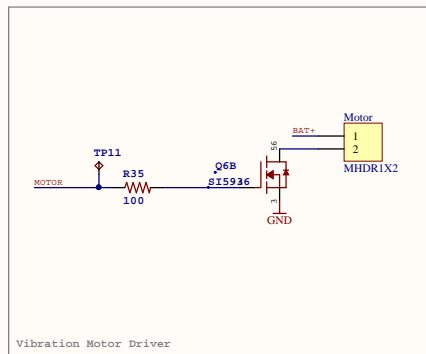 Motor
BAT+
1
2
MHDR1X2
56
TP11
Q6B
R35
SI5936
MOTOR
100
3
GND
Vibration Motor Driver